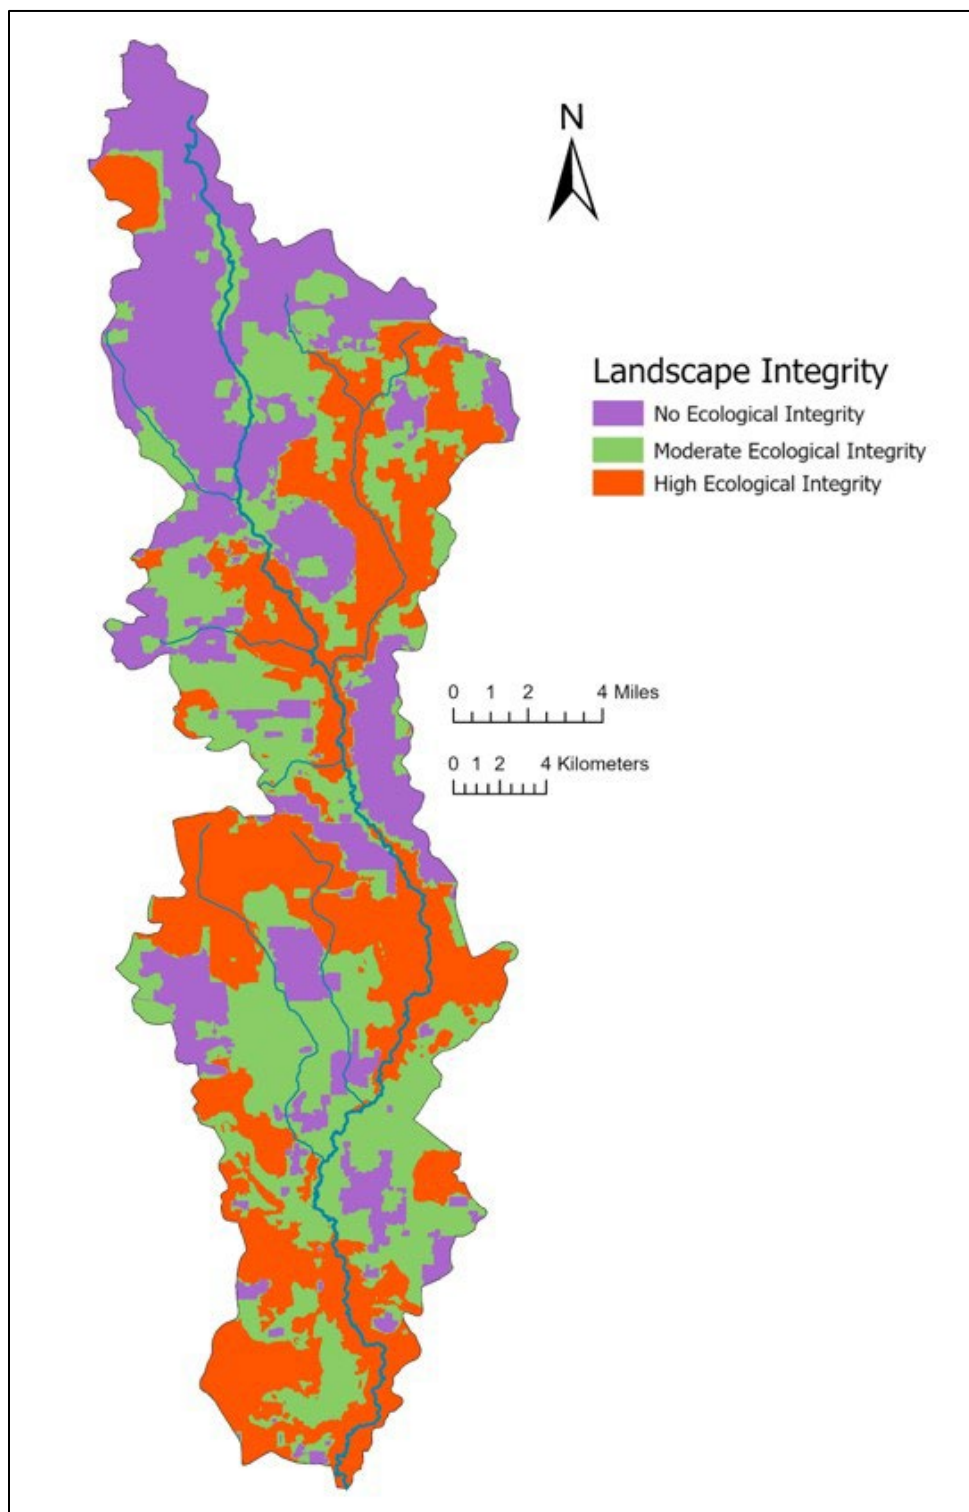 N
Landscape Integrity
No Ecological Integrity
Moderate Ecological Integrity
High Ecological Integrity
0 1 2 4 Miles
0 1 2 4 Kilometers